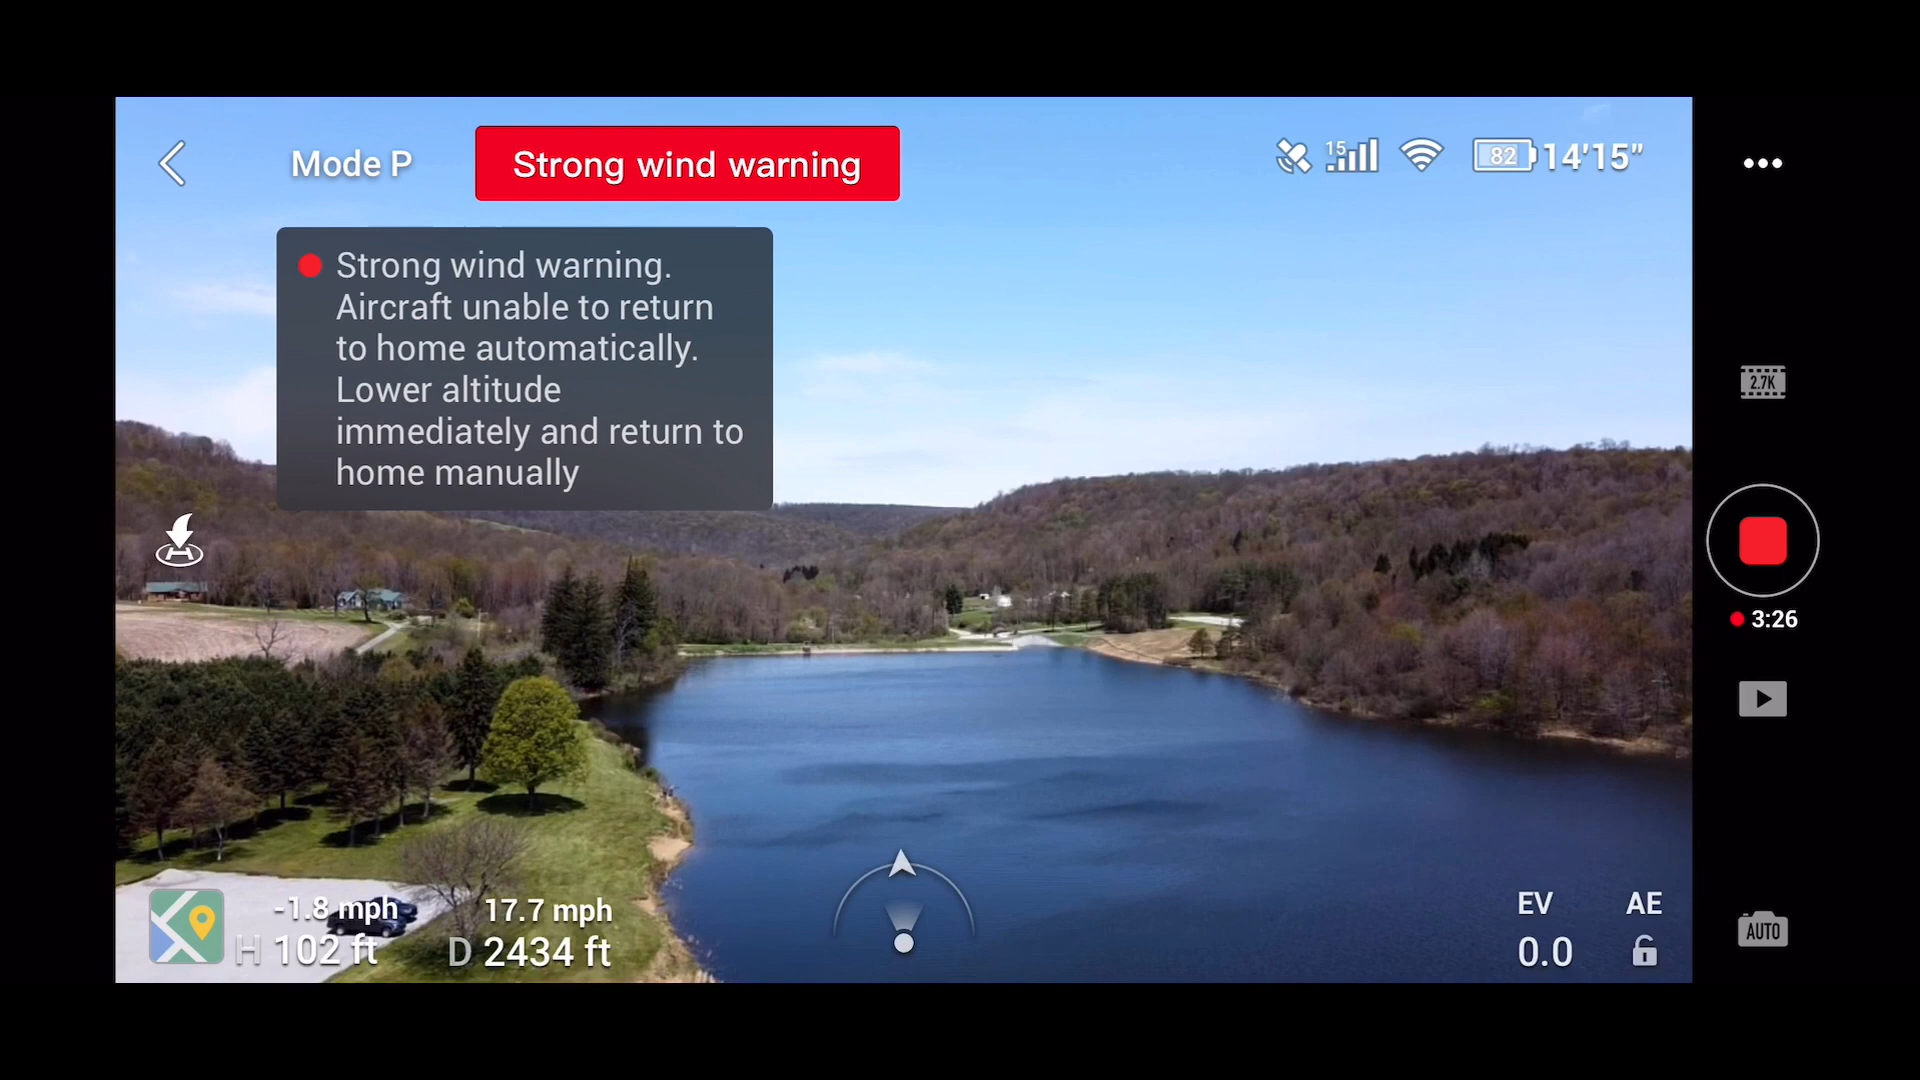 Mode P
Strong wind warning
15
82
14'15”
Strong wind warning.
Aircraft unable to return
to home automatically.
Lower altitude
immediately and return to
home manually
2.7K
3:26
-1.8 mph
17.7 mph
H 102 ft
D 2434 ft
EV
AE
0.0
AUTO